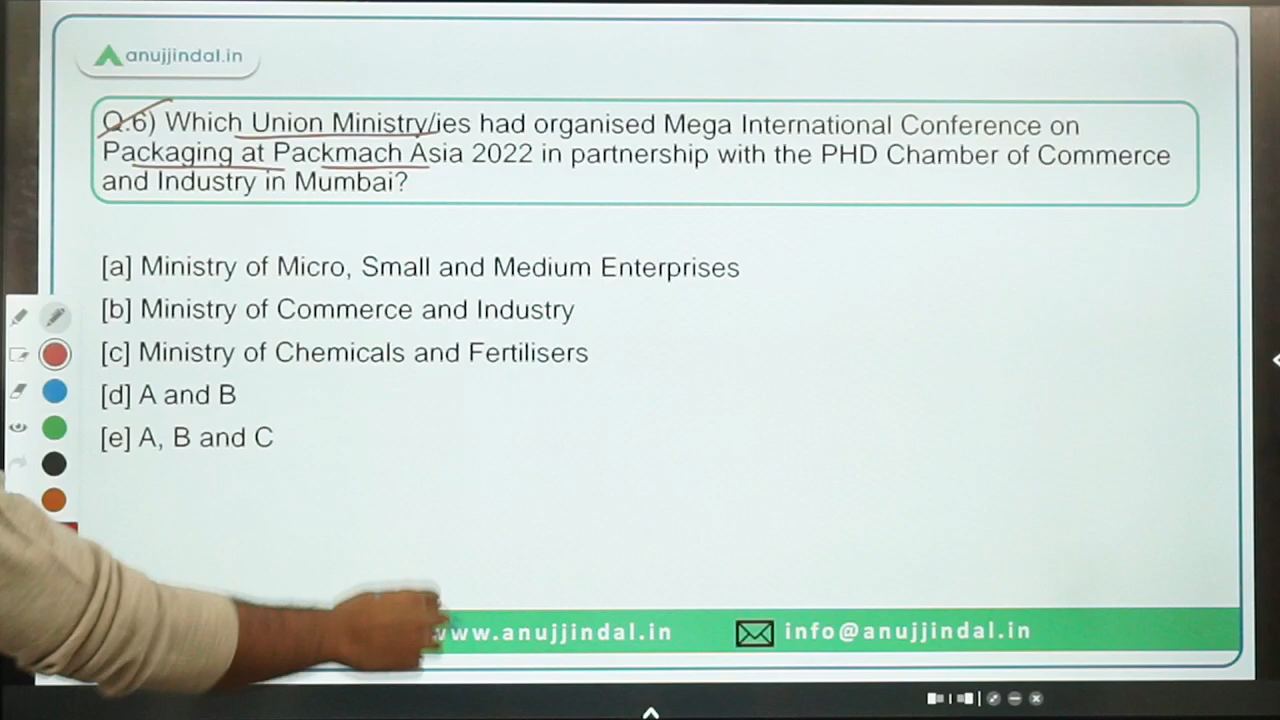 anujjindal.in
Q.6) Which Union Ministry/ies had organised Mega International Conference on
Packaging at Packmach Asia 2022 in partnership with the PHD Chamber of Commerce
and Industry in Mumbai?
[a] Ministry of Micro, Small and Medium Enterprises
[b] Ministry of Commerce and Industry
[c] Ministry of Chemicals and Fertilisers
[d] A and B
[e] A, B and C
www.anujjindal.in info@anujjindal.in